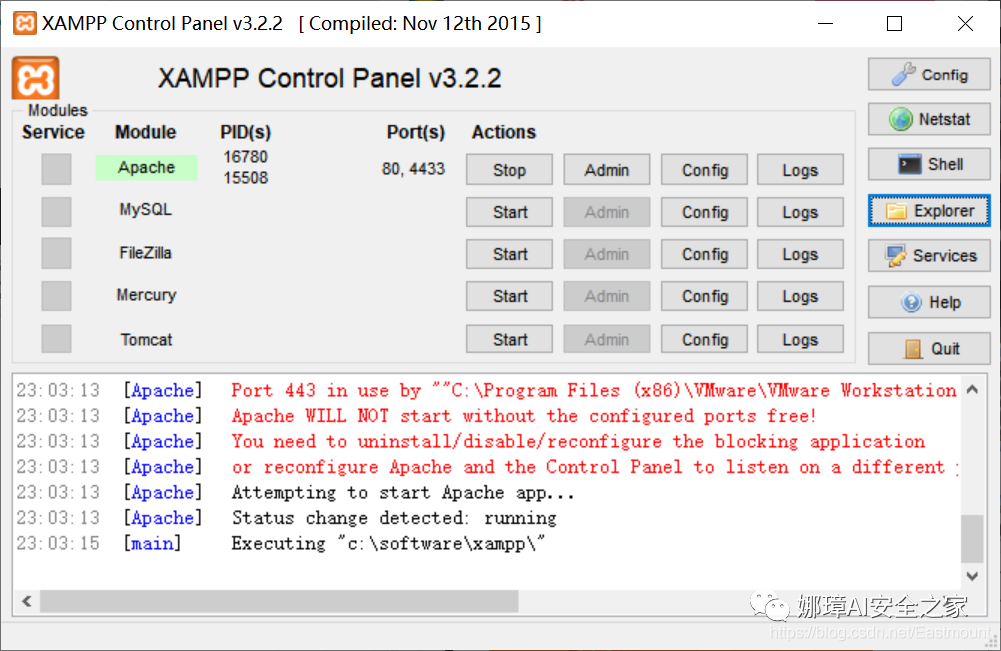 XAMPP Control Panel v3.2.2 [ Compiled: Nov 12th 2015 ]
XAMPP Control Panel v3.2.2
Config
Modules
Service Module PID(s) Port(s) Actions
Netstat
Apache 16780 15508 80, 4433 Stop Admin Config Logs
Shell
MySQL Start Admin Config Logs
Explorer
FileZilla Start Admin Config Logs
Services
Mercury Start Admin Config Logs
Help
Tomcat Start Admin Config Logs
Quit
23:03:13 [Apache] Port 443 in use by ""C:\Program Files (x86)\VMware\VMware Workstation
23:03:13 [Apache] Apache WILL NOT start without the configured ports free!
23:03:13 [Apache] You need to uninstall/disable/reconfigure the blocking application
23:03:13 [Apache] or reconfigure Apache and the Control Panel to listen on a different
23:03:13 [Apache] Attempting to start Apache app...
23:03:13 [Apache] Status change detected: running
23:03:15 [main] Executing "c:\software\xampp\"
娜璋AI安全之家
https://blog.csdn.net/Eastmount